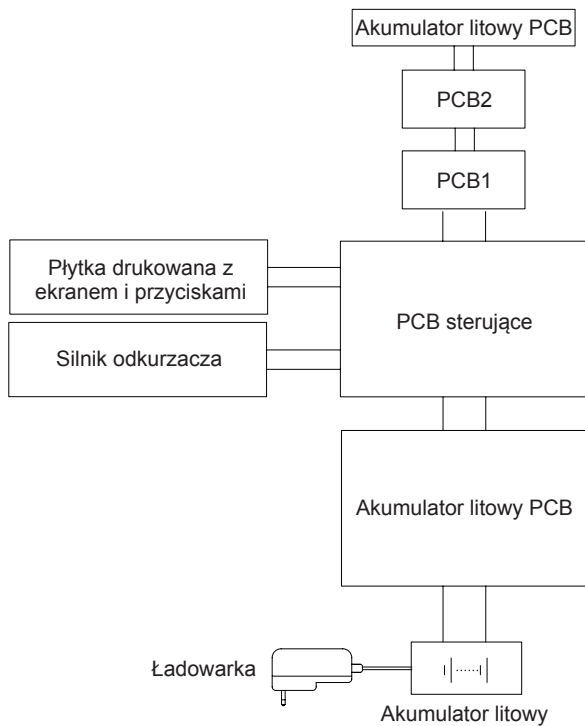 Akumulator litowy PCB
PCB2
PCB1
Płytka drukowana z
ekranem i przyciskami
PCB sterujące
Silnik odkurzacza
Akumulator litowy PCB
Ładowarka
Akumulator litowy